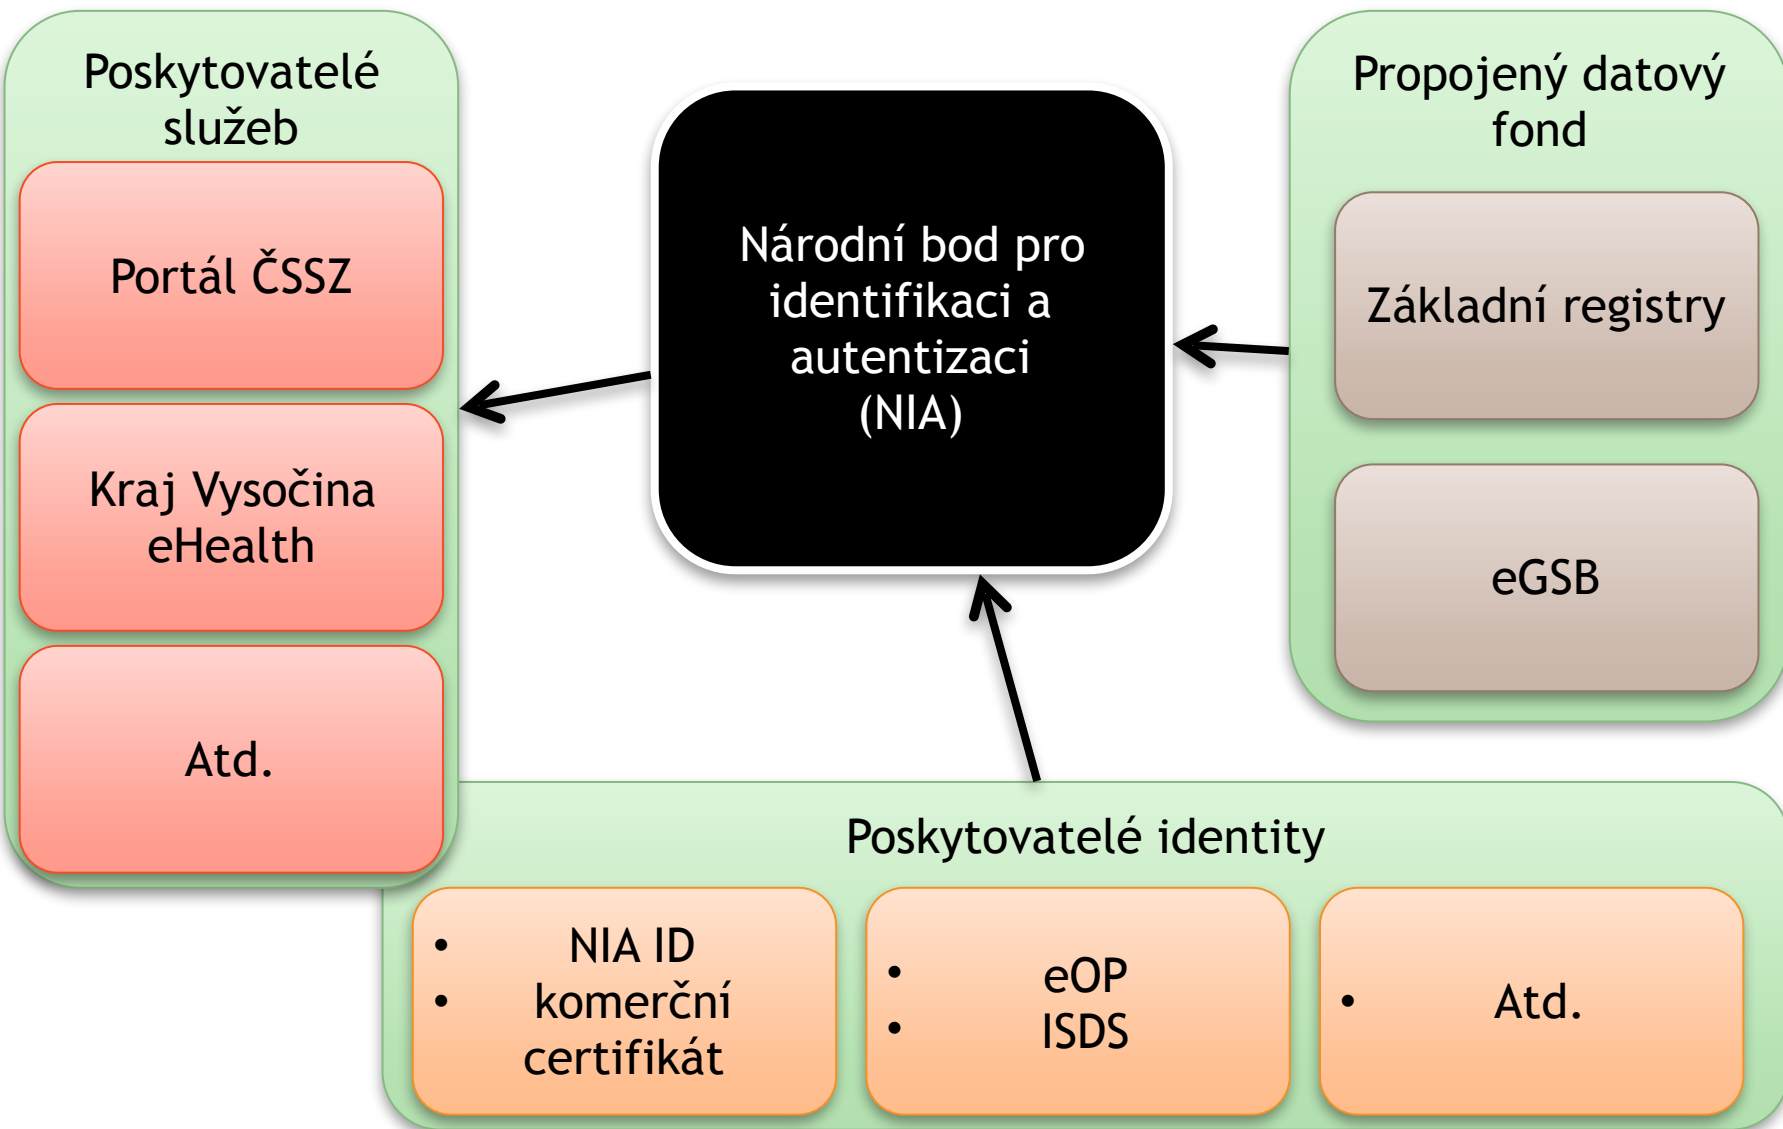 Poskytovatelé
služeb
Portál ČSSZ
Kraj Vysočina
eHealth
Atd.
Národní bod pro
identifikaci a
autentizaci
(NIA)
Propojený datový
fond
Základní registry
eGSB
Poskytovatelé identity
• NIA ID
• komerční
certifikát
• eOP
• ISDS
• Atd.